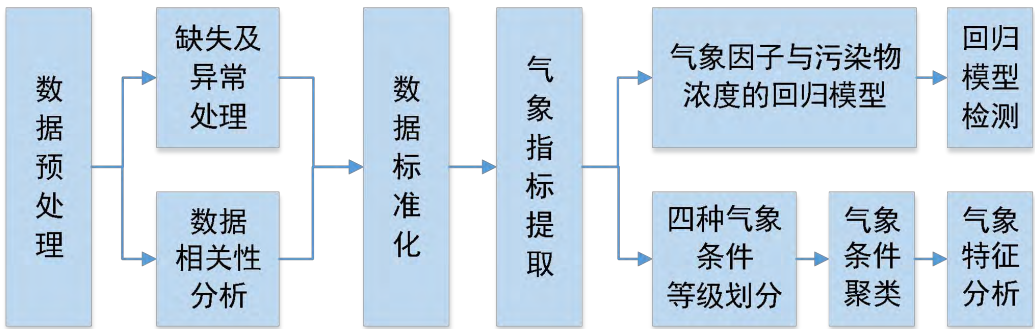 数据预处理
缺失及
异常
处理
数据
相关性
分析
数据标准化
气象指标提取
气象因子与污染物
浓度的回归模型
回归
模型
检测
四种气象
条件
等级划分
气象
条件
聚类
气象
特征
分析